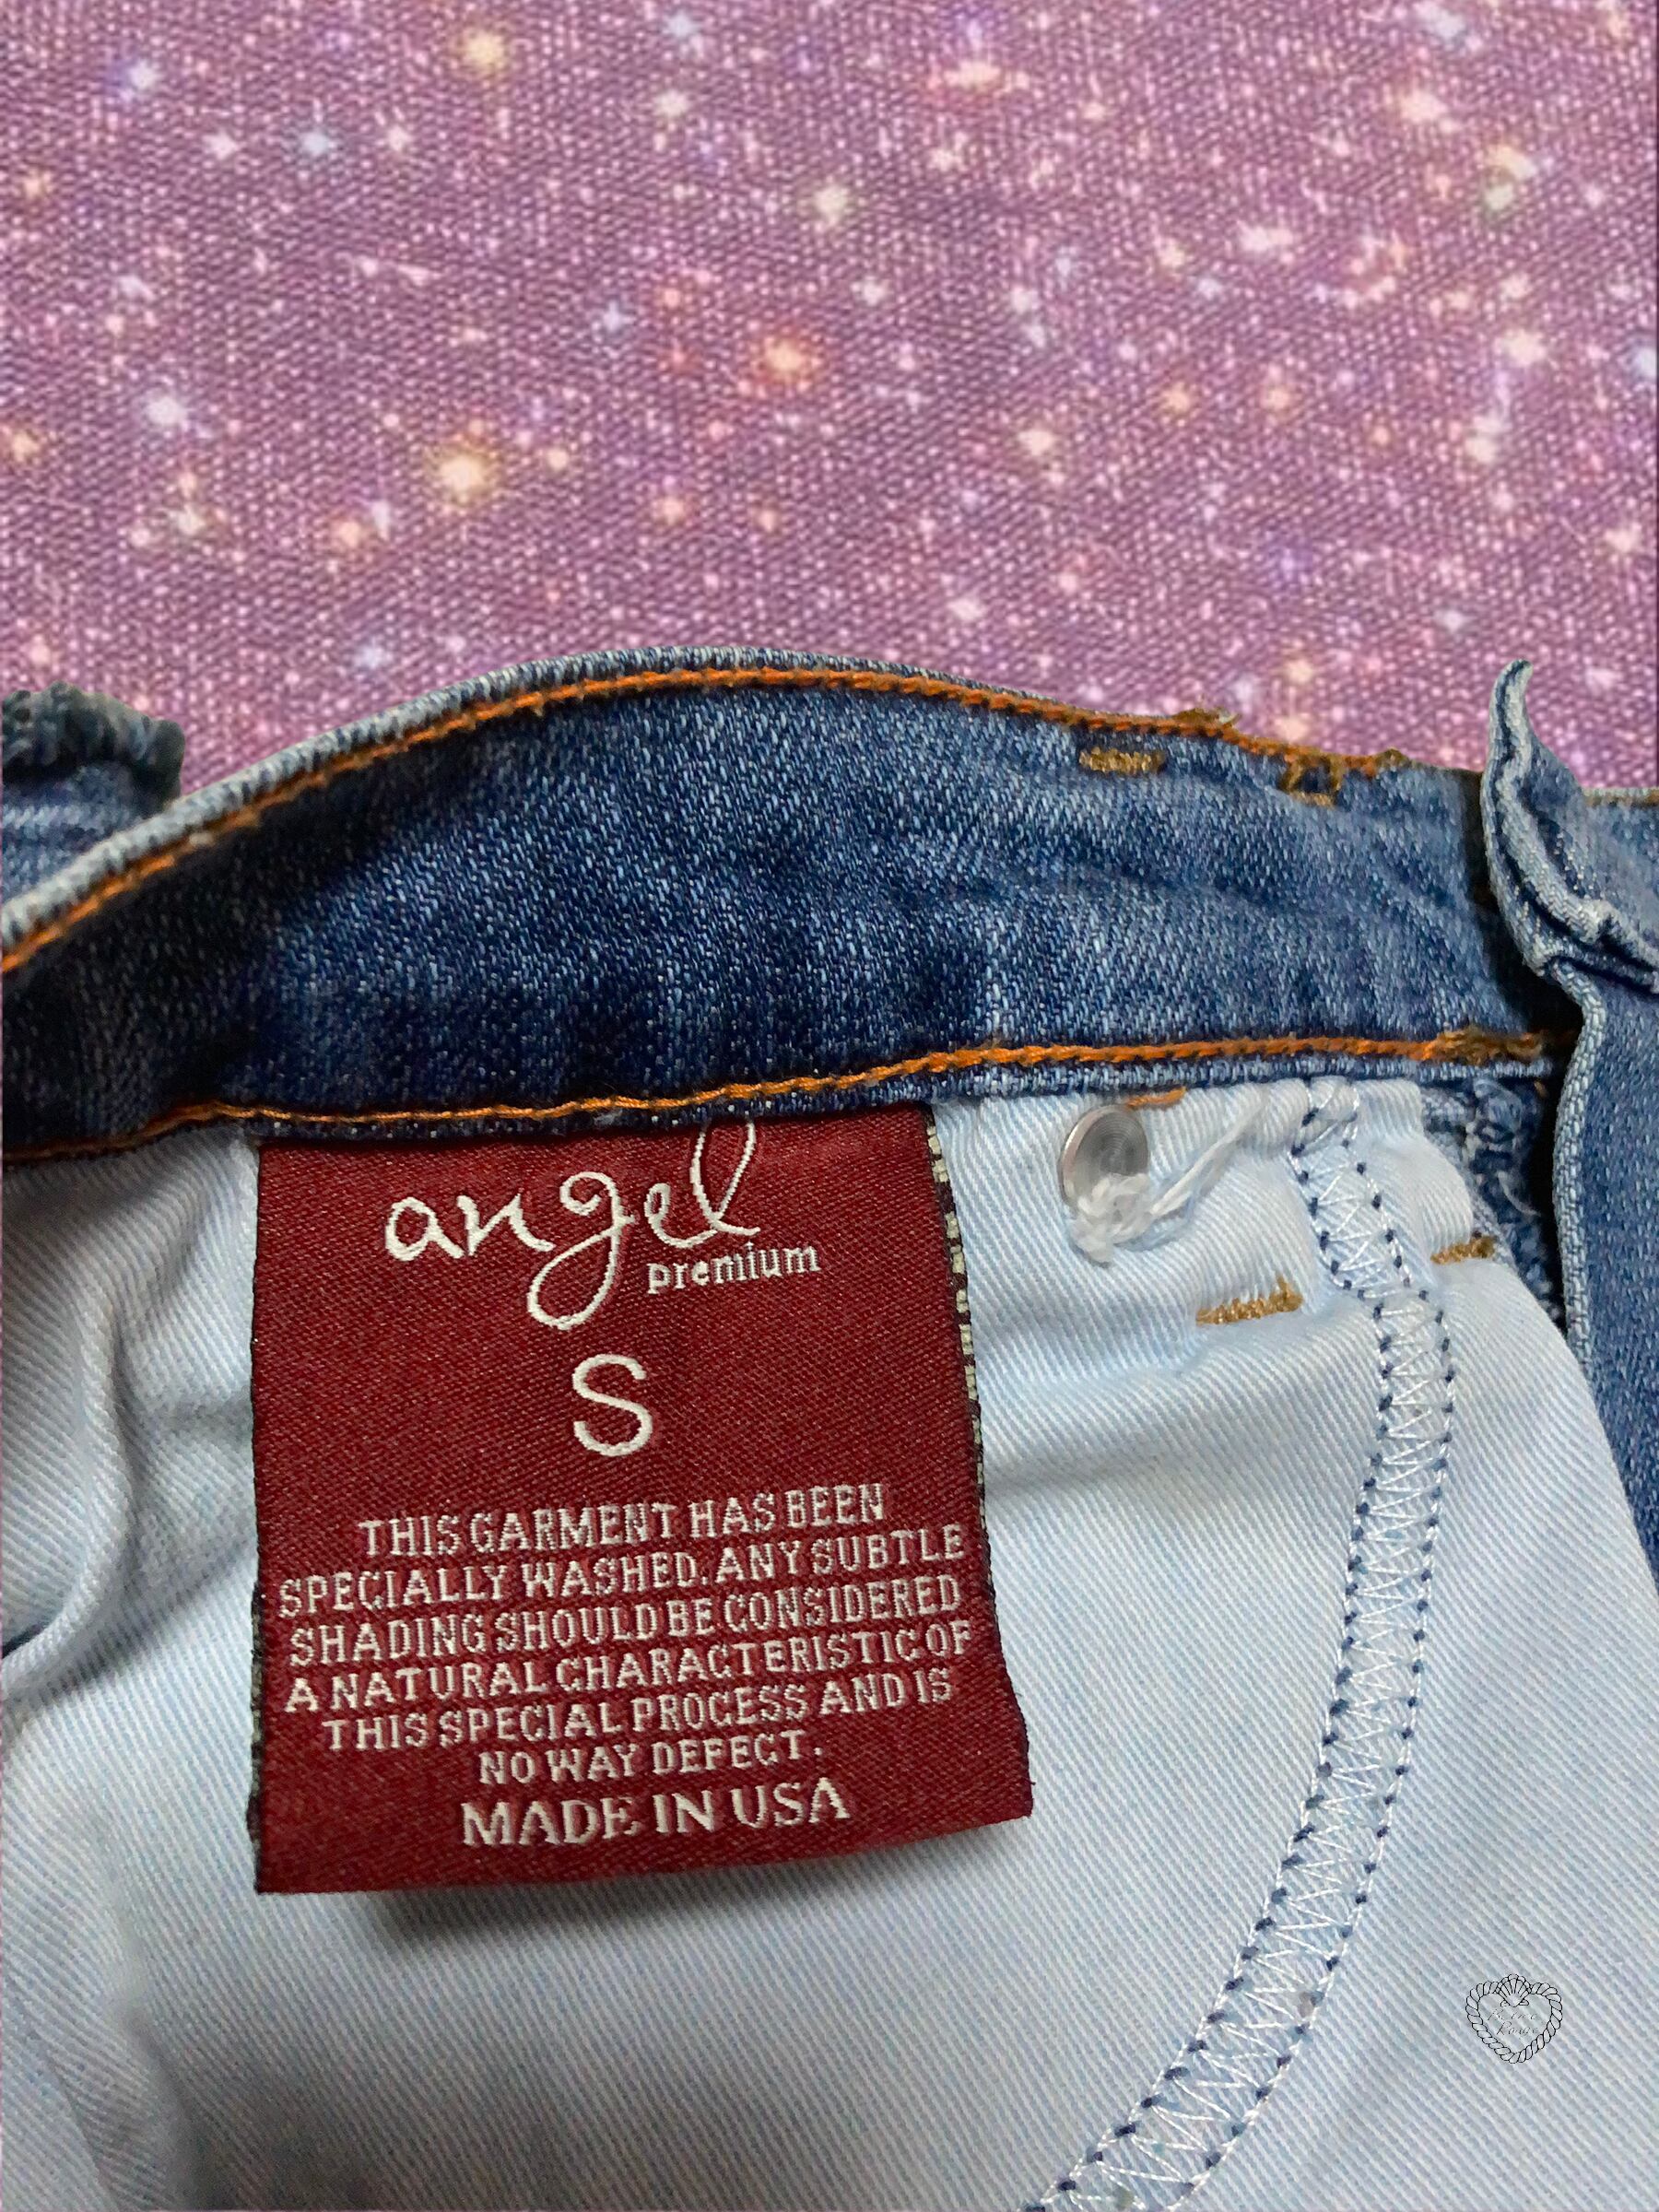 angel
premium
S
THIS GARMENT HAS BEEN
SPECIALLY WASHED. ANY SUBTLE
SHADING SHOULD BE CONSIDERED
A NATURAL CHARACTERISTIC OF
THIS SPECIAL PROCESS AND IS
NO WAY DEFECT.
MADE IN USA